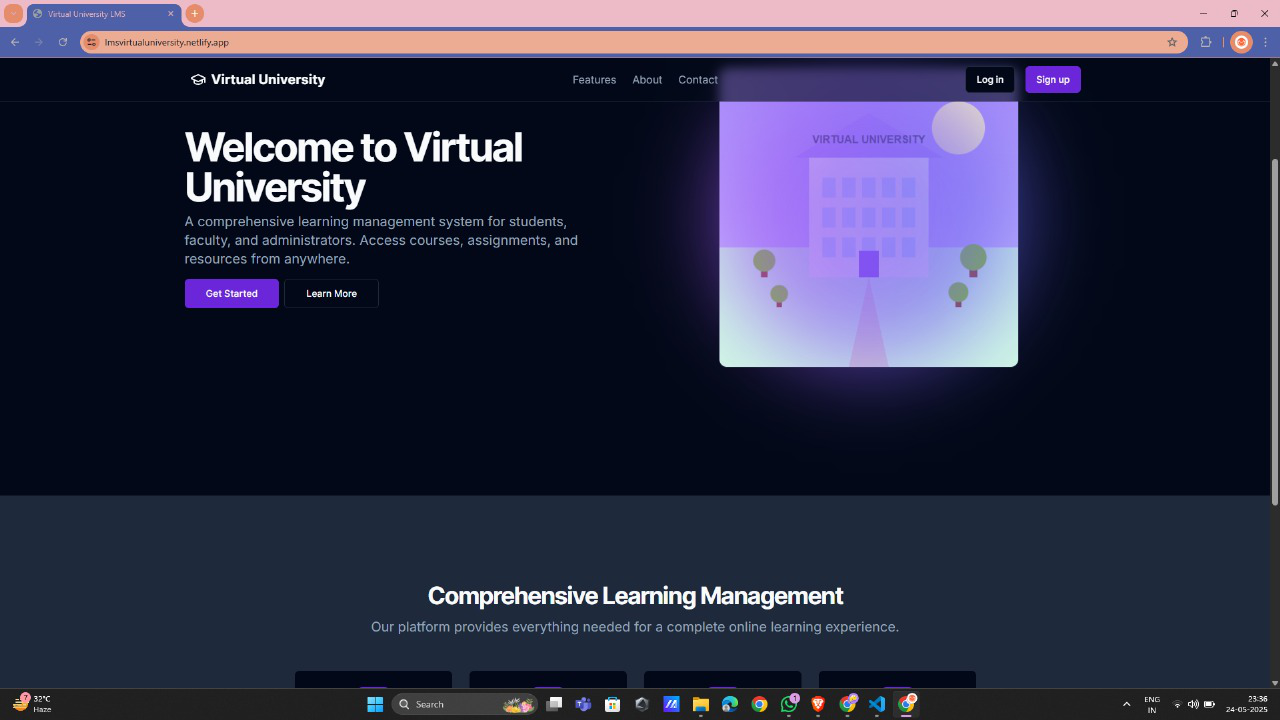 Virtual University LMS
lmsvirtualuniversity.netlify.app
Virtual University
Features
About
Contact
Log in
Sign up
Welcome to Virtual
University
A comprehensive learning management system for students,
faculty, and administrators. Access courses, assignments, and
resources from anywhere.
Get Started
Learn More
VIRTUAL UNIVERSITY
Comprehensive Learning Management
Our platform provides everything needed for a complete online learning experience.
7
32°C
Haze
Search
1
ENG
IN
23:36
24-05-2025